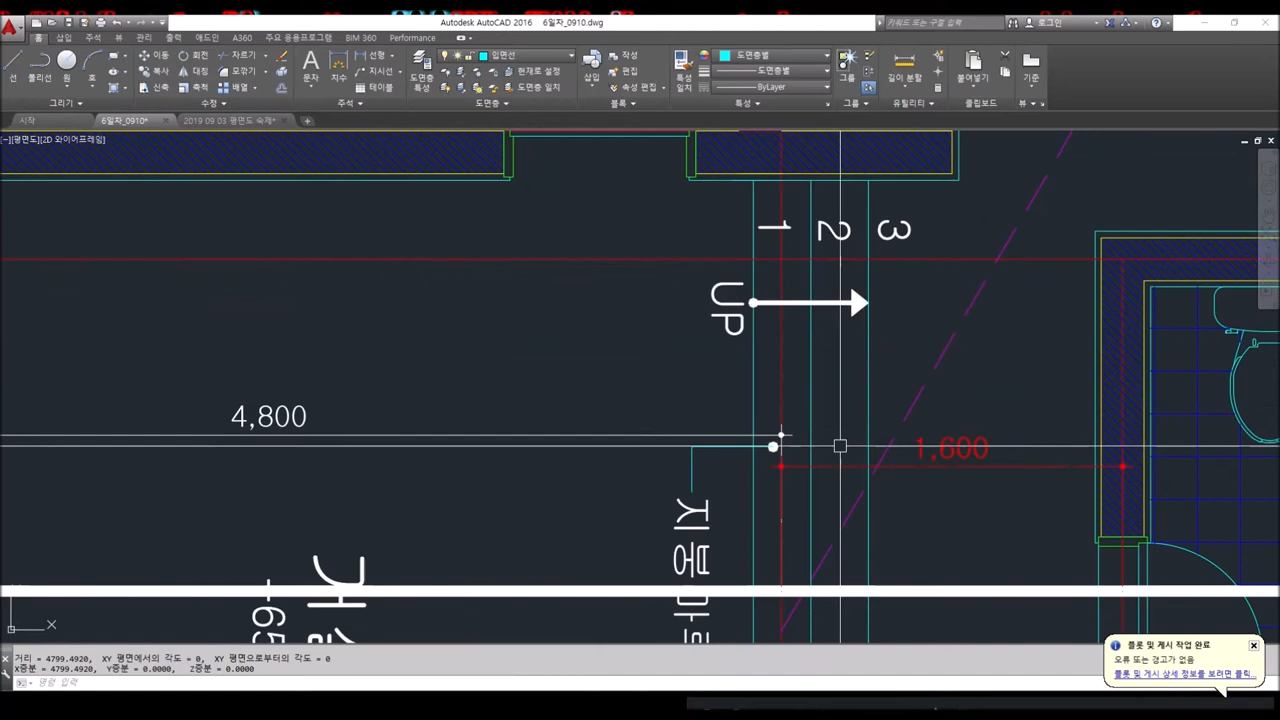 Autodesk AutoCAD 2016 6일차_0910.dwg
키워드 또는 구절 입력
로그인
홈 삽입 주석 뷰 관리 출력 애드인 A360 주요 응용프로그램 BIM 360 Performance
선 폴리선 원 호
이동 회전 자르기
복사 대칭 모깎기
신축 축척 배열
문자 치수
선형
지시선
테이블
도면층 특성
입면선
현재로 설정
도면층 일치
삽입
작성
편집
속성 편집
특성 일치
도면층별
도면층별
ByLayer
그룹
길이 분할
붙여넣기
기준
그리기 수정 주석 도면층 블록 특성 그룹 유틸리티 클립보드 뷰
시작 6일차_0910* 2019 09 03 평면도 숙제*
[-][평면도][2D 와이어프레임]
1 2 3
UP
4,800
1,600
+65
X
거리 = 4799.4920, XY 평면에서의 각도 = 0, XY 평면으로부터의 각도 = 0
X증분 = 4799.4920, Y증분 = 0.0000, Z증분 = 0.0000
명령 입력
플롯 및 게시 작업 완료
오류 또는 경고가 없음
플롯 및 게시 상세 정보를 보려면 클릭...